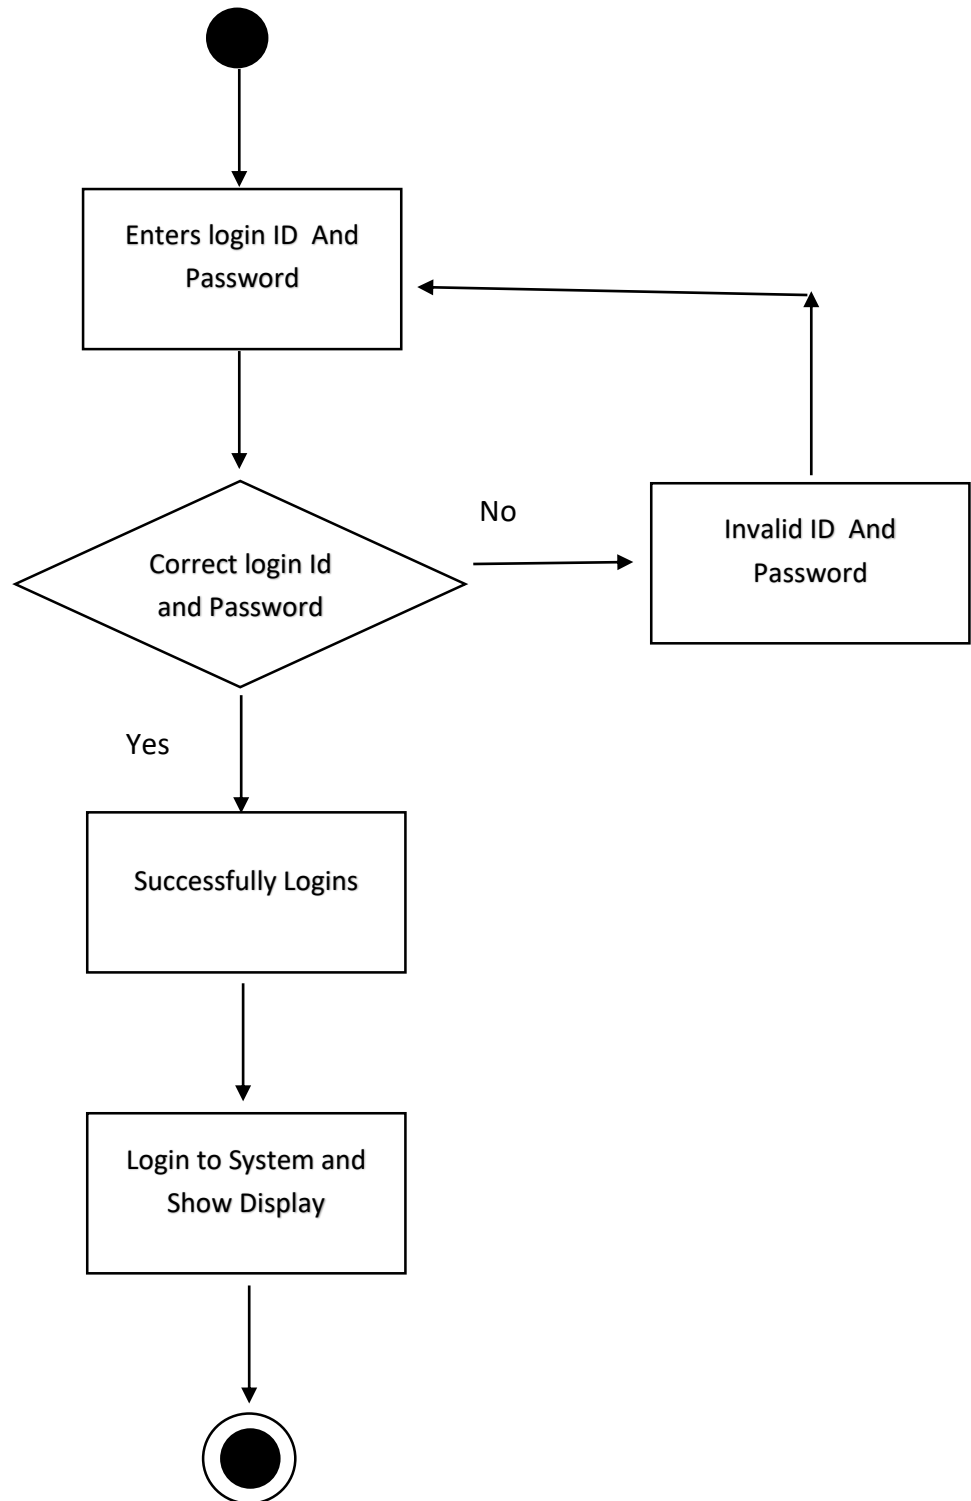 Enters login ID  And
Password
Correct login Id
and Password
No
Invalid ID  And
Password
Yes
Successfully Logins
Login to System and
Show Display